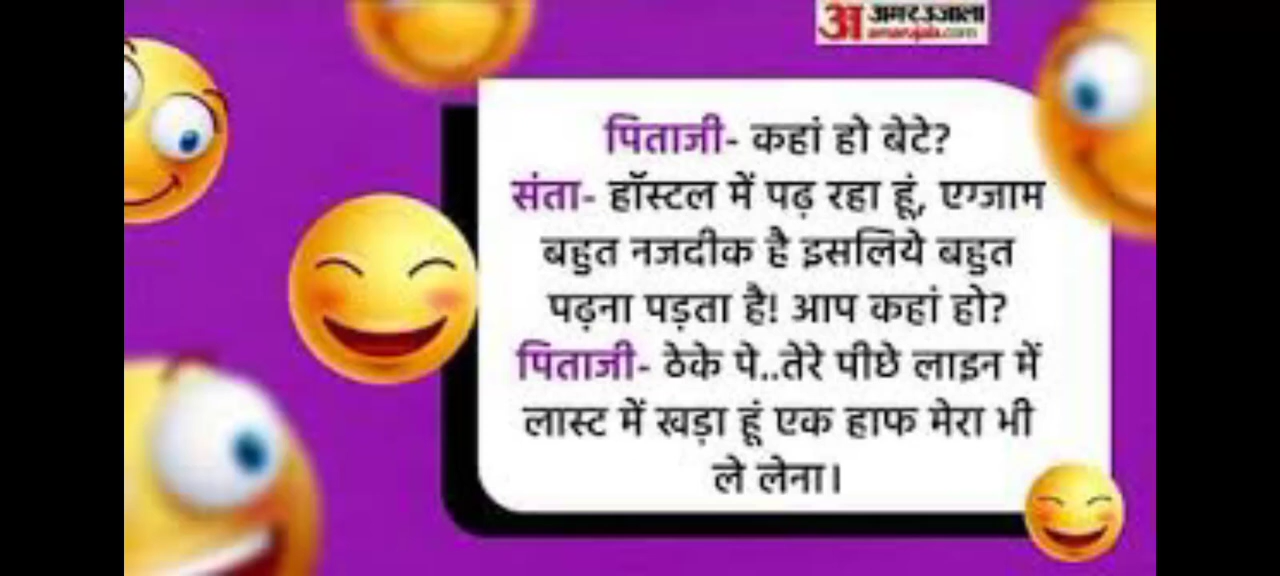 अमर उजाला
amarujala.com
पिताजी- कहां हो बेटे?
संता- हॉस्टल में पढ़ रहा हूं, एग्जाम
बहुत नजदीक है इसलिये बहुत
पढ़ना पड़ता है! आप कहां हो?
पिताजी- ठेके पे..तेरे पीछे लाइन में
लास्ट में खड़ा हूं एक हाफ मेरा भी
ले लेना।